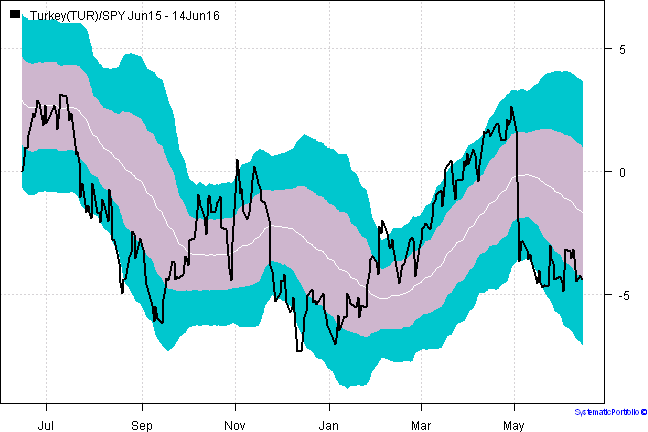 Turkey(TUR)/SPY Jun15 - 14Jun16
5
0
-5
Jul Sep Nov Jan Mar May
SystematicPortfolio ©